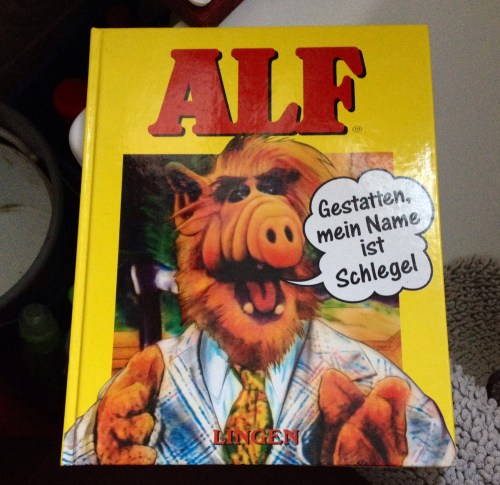 ALF
Gestatten,
mein Name
ist
Schlegel
LINGEN